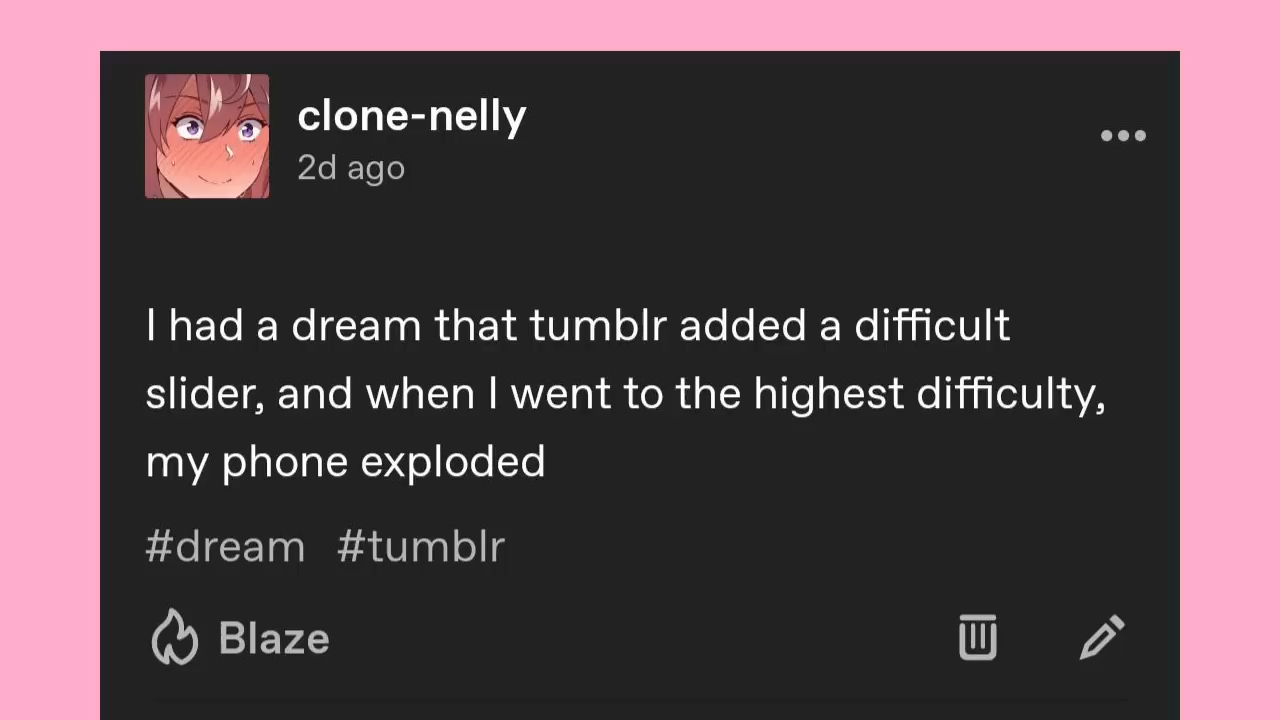 clone-nelly
2d ago
I had a dream that tumblr added a difficult
slider, and when I went to the highest difficulty,
my phone exploded
#dream #tumblr
Blaze